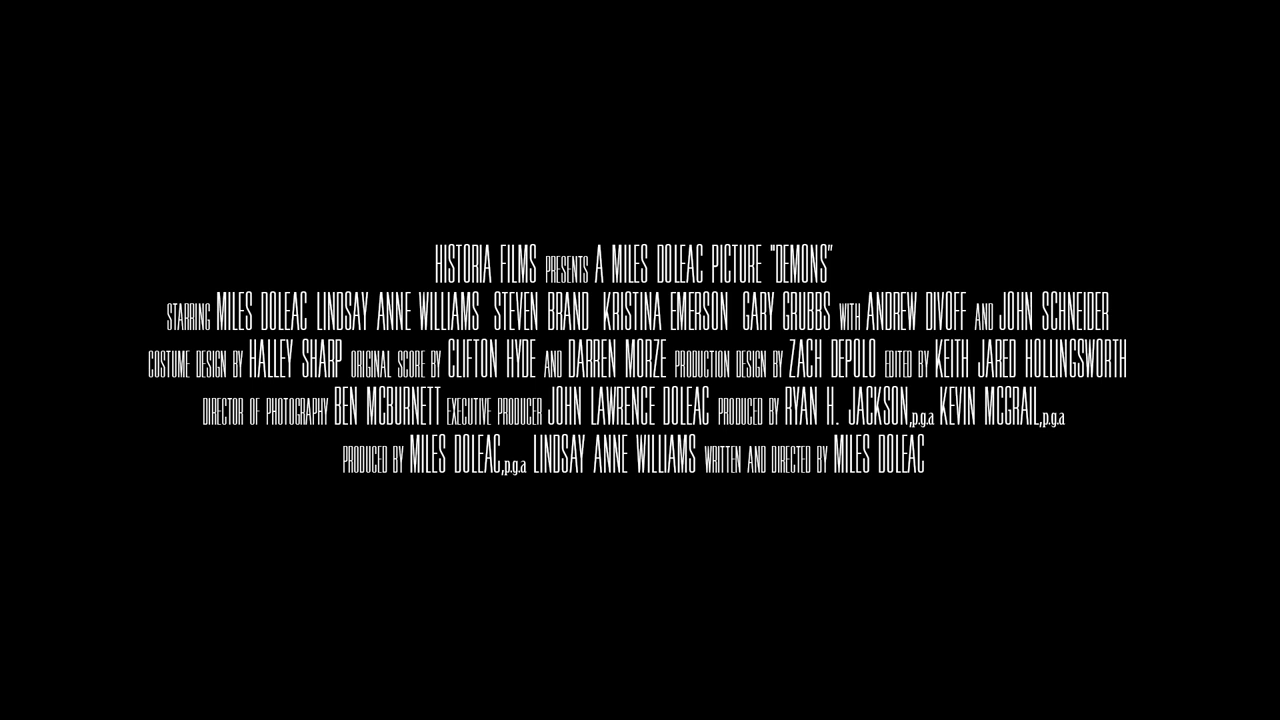 HISTORIA FILMS PRESENTS A MILES DOLEAC PICTURE "DEMONS"
STARRING MILES DOLEAC LINDSAY ANNE WILLIAMS STEVEN BRAND KRISTINA EMERSON GARY GRUBBS WITH ANDREW DIVOFF AND JOHN SCHNEIDER
COSTUME DESIGN BY HALLEY SHARP ORIGINAL SCORE BY CLIFTON HYDE AND DARREN MORZE PRODUCTION DESIGN BY ZACH DEPOLO EDITED BY KEITH JARED HOLLINGSWORTH
DIRECTOR OF PHOTOGRAPHY BEN MCBURNETT EXECUTIVE PRODUCER JOHN LAWRENCE DOLEAC PRODUCED BY RYAN H. JACKSON,p.g.a KEVIN MCGRAIL,p.g.a
PRODUCED BY MILES DOLEAC,p.g.a LINDSAY ANNE WILLIAMS WRITTEN AND DIRECTED BY MILES DOLEAC